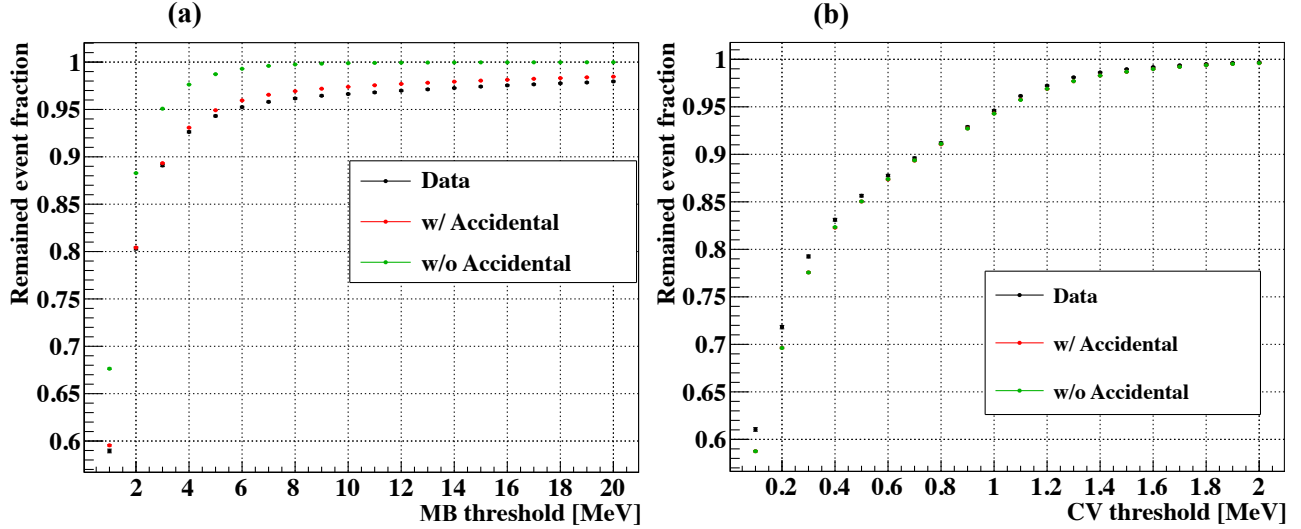 (a)
Remained event fraction
1
0.95
0.9
0.85
0.8
0.75
0.7
0.65
0.6
Data
w/ Accidental
w/o Accidental
2 4 6 8 10 12 14 16 18 20
MB threshold [MeV]
(b)
Remained event fraction
1
0.95
0.9
0.85
0.8
0.75
0.7
0.65
0.6
Data
w/ Accidental
w/o Accidental
0.2 0.4 0.6 0.8 1 1.2 1.4 1.6 1.8 2
CV threshold [MeV]